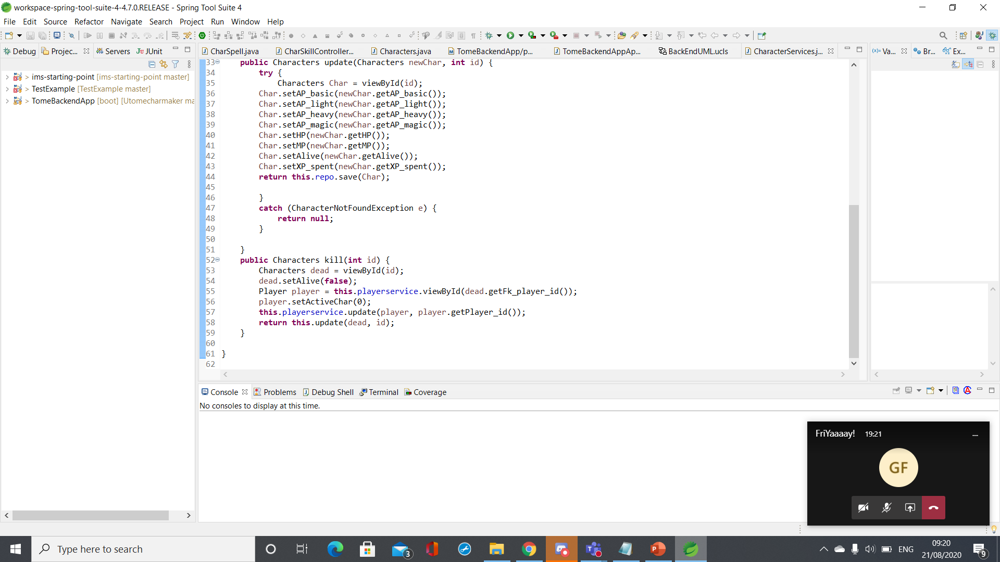 workspace-spring-tool-suite-4-4.7.0.RELEASE - Spring Tool Suite 4
File Edit Source Refactor Navigate Search Project Run Window Help
Debug Projec... Servers JUnit
CharSpell.java CharSkillController... Characters.java TomeBackendApp/p... TomeBackendAppAp... BackEndUML.ucls CharacterServices.j...
Va... Br... Ex...
> ims-starting-point [ims-starting-point master]
> TestExample [TestExample master]
> TomeBackendApp [boot] [Utomecharmaker ma
33 public Characters update(Characters newChar, int id) {
34 try {
35 Characters Char = viewById(id);
36 Char.setAP_basic(newChar.getAP_basic());
37 Char.setAP_light(newChar.getAP_light());
38 Char.setAP_heavy(newChar.getAP_heavy());
39 Char.setAP_magic(newChar.getAP_magic());
40 Char.setHP(newChar.getHP());
41 Char.setMP(newChar.getMP());
42 Char.setAlive(newChar.getAlive());
43 Char.setXP_spent(newChar.getXP_spent());
44 return this.repo.save(Char);
45
46 }
47 catch (CharacterNotFoundException e) {
48 return null;
49 }
50
51 }
52 public Characters kill(int id) {
53 Characters dead = viewById(id);
54 dead.setAlive(false);
55 Player player = this.playerservice.viewById(dead.getFk_player_id());
56 player.setActiveChar(0);
57 this.playerservice.update(player, player.getPlayer_id());
58 return this.update(dead, id);
59 }
60
61 }
62
Console Problems Debug Shell Terminal Coverage
No consoles to display at this time.
FriYaaaay! 19:21
GF
Type here to search
3
ENG
09:20
21/08/2020
9